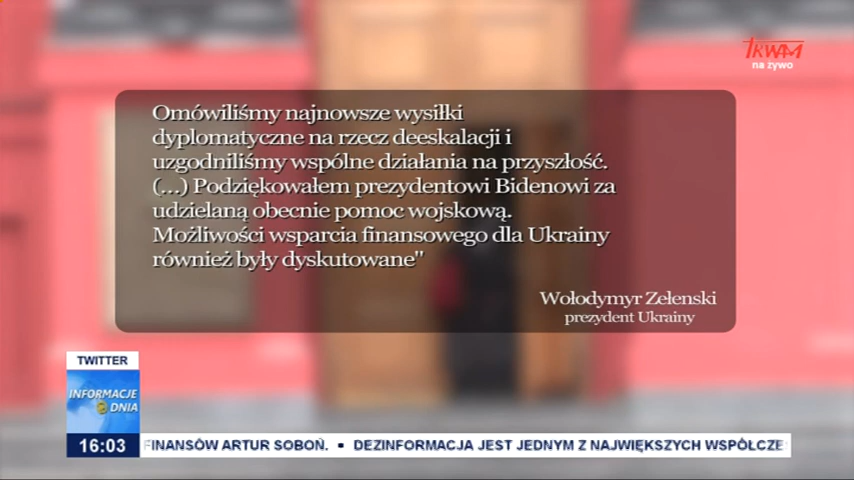 TRWAM
na żywo
Omówiliśmy najnowsze wysiłki
dyplomatyczne na rzecz deeskalacji i
uzgodniliśmy wspólne działania na przyszłość.
(...) Podziękowałem prezydentowi Bidenowi za
udzielaną obecnie pomoc wojskową.
Możliwości wsparcia finansowego dla Ukrainy
również były dyskutowane"
Wołodymyr Zełenski
prezydent Ukrainy
TWITTER
INFORMACJE
DNIA
16:03 FINANSÓW ARTUR SOBOŃ. ▪ DEZINFORMACJA JEST JEDNYM Z NAJWIĘKSZYCH WSPÓŁCZE